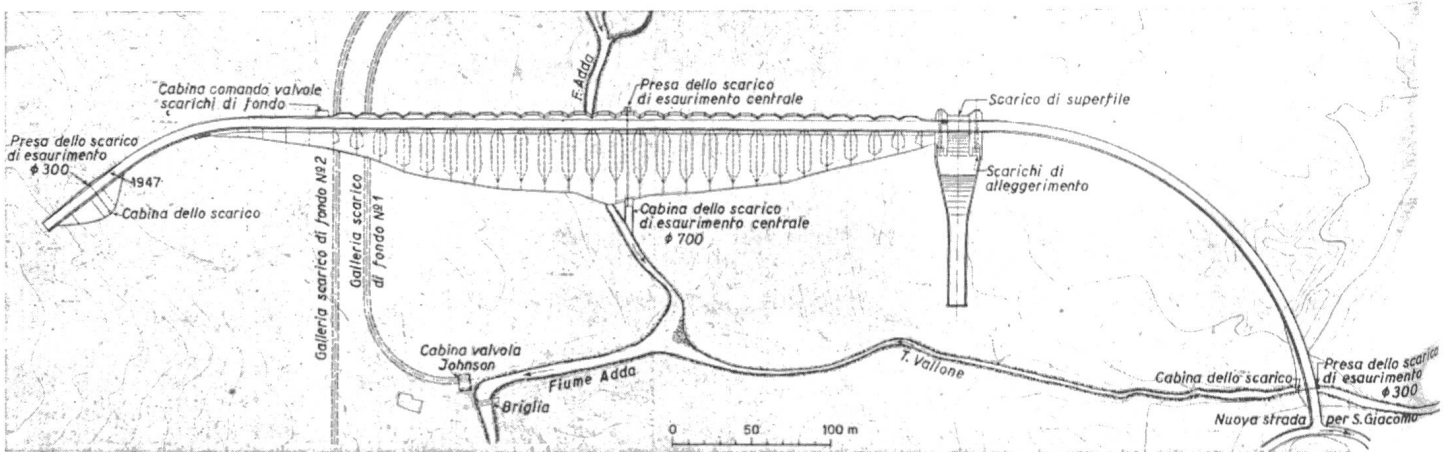 F. Adda
Cabina comando valvole
scarichi di fondo
Presa dello scarico
di esaurimento centrale
Scarico di superfile
Presa dello scarico
di esaurimento
ϕ 300
1947
Cabina dello scarico
Scarichi di
alleggerimento
Galleria scarico di fondo N°2
Galleria scarico
di fondo N°1
Cabina dello scarico
di esaurimento centrale
ϕ 700
Cabina valvola
Johnson
Fiume Adda
T. Vallone
Briglia
Cabina dello scarico
Presa dello scarico
di esaurimento
ϕ 300
Nuova strada per S. Giacomo
0 50 100 m